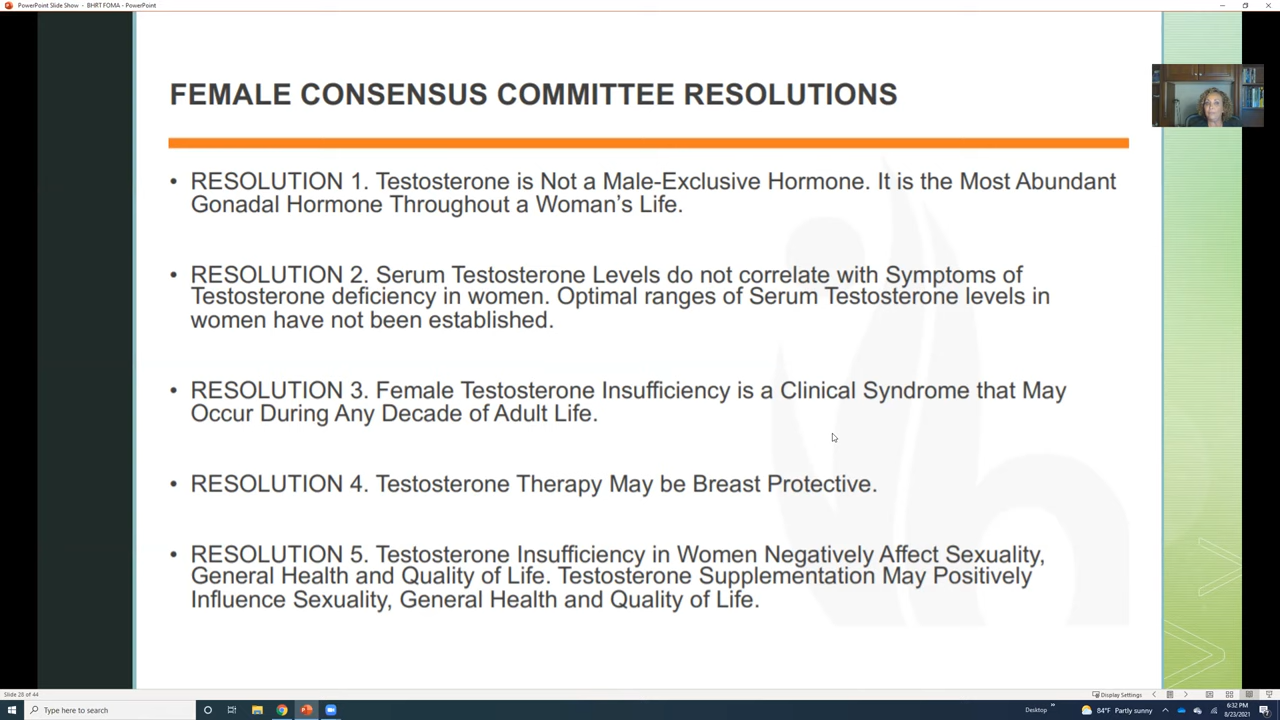 PowerPoint Slide Show - BHRT FOMA - PowerPoint
FEMALE CONSENSUS COMMITTEE RESOLUTIONS
• RESOLUTION 1. Testosterone is Not a Male-Exclusive Hormone. It is the Most Abundant
Gonadal Hormone Throughout a Woman's Life.
• RESOLUTION 2. Serum Testosterone Levels do not correlate with Symptoms of
Testosterone deficiency in women. Optimal ranges of Serum Testosterone levels in
women have not been established.
• RESOLUTION 3. Female Testosterone Insufficiency is a Clinical Syndrome that May
Occur During Any Decade of Adult Life.
• RESOLUTION 4. Testosterone Therapy May be Breast Protective.
• RESOLUTION 5. Testosterone Insufficiency in Women Negatively Affect Sexuality,
General Health and Quality of Life. Testosterone Supplementation May Positively
Influence Sexuality, General Health and Quality of Life.
Slide 28 of 44
Display Settings
Type here to search
Desktop
84°F Partly sunny
6:32 PM
8/23/2021